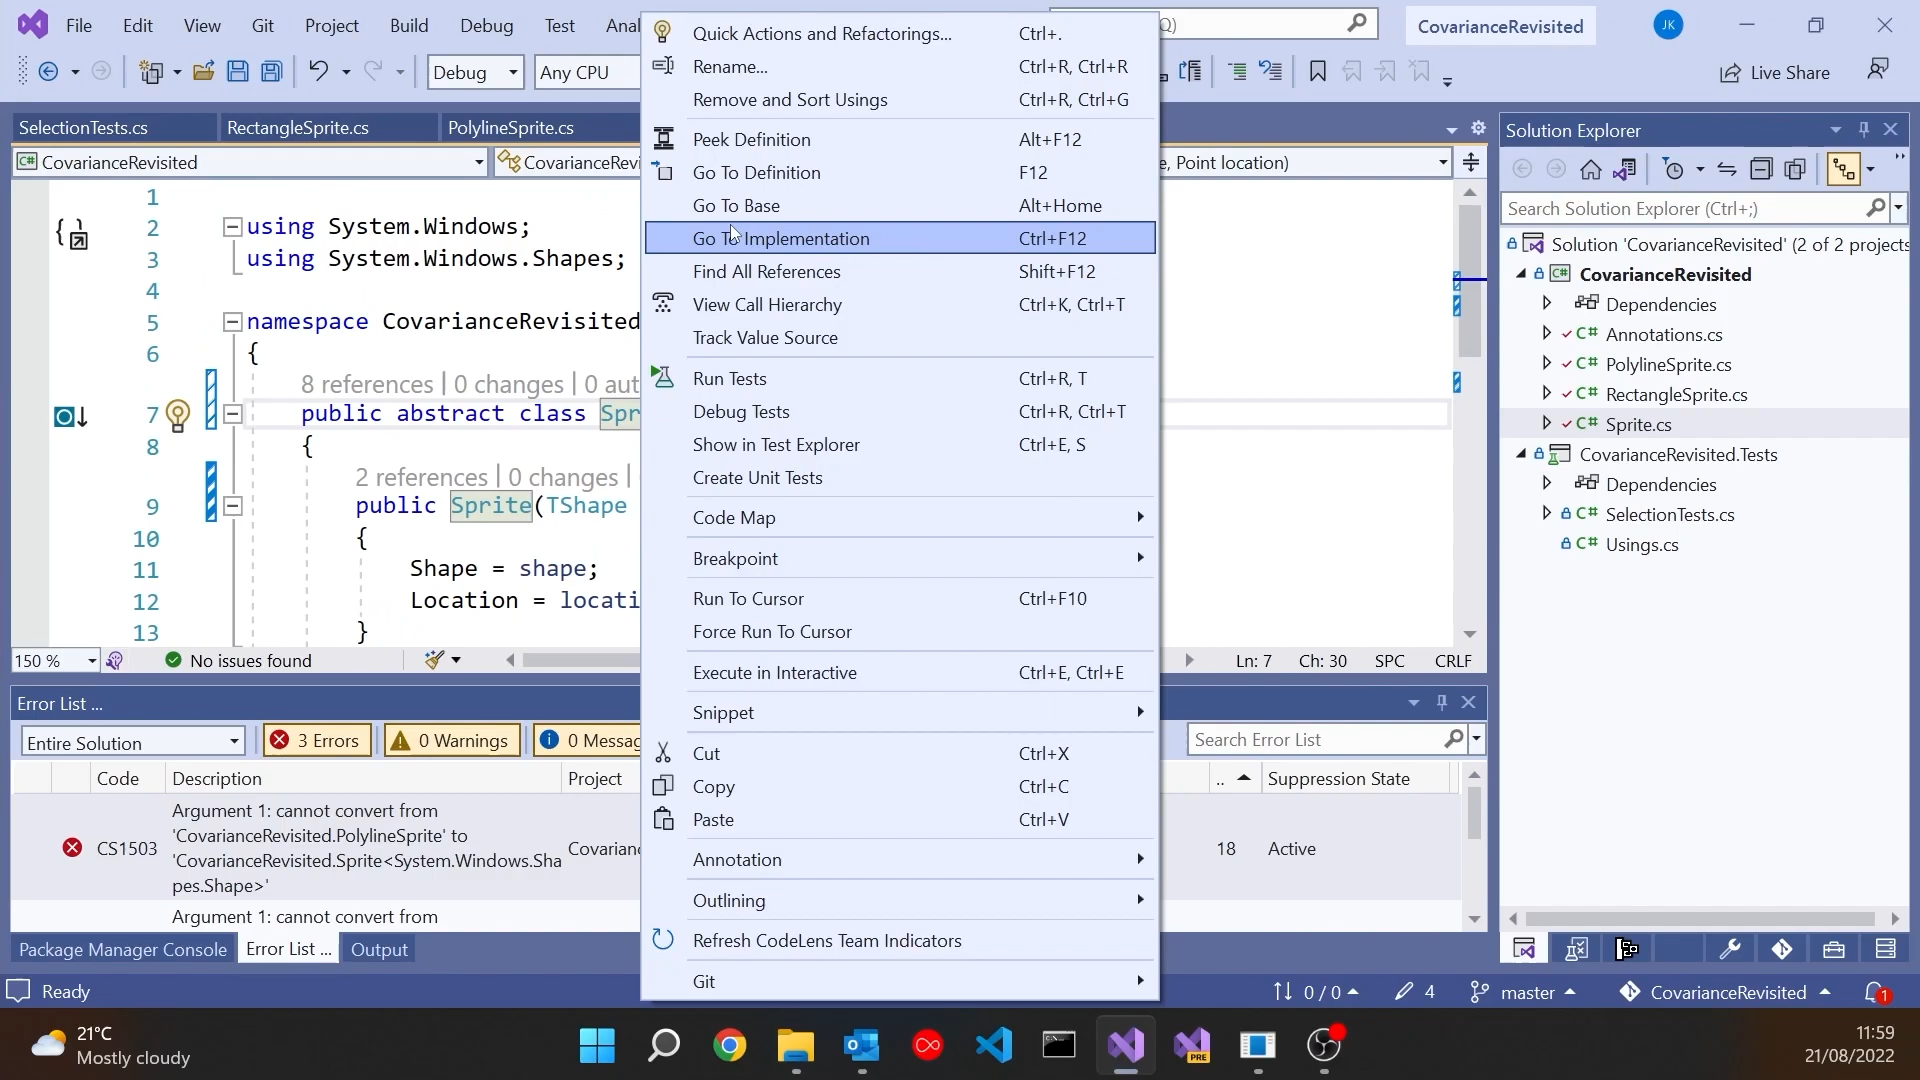 File Edit View Git Project Build Debug Test Anal
Q)
CovarianceRevisited
JK
Debug
Any CPU
Live Share
SelectionTests.cs
RectangleSprite.cs
PolylineSprite.cs
CovarianceRevisited
CovarianceRevi
e, Point location)
1
2 using System.Windows;
3 using System.Windows.Shapes;
4
5 namespace CovarianceRevisited
6 {
8 references | 0 changes | 0 aut
7 public abstract class Spr
8 {
2 references | 0 changes |
9 public Sprite(TShape
10 {
11 Shape = shape;
12 Location = locati
13 }
150 %
No issues found
Ln: 7 Ch: 30 SPC CRLF
Quick Actions and Refactorings... Ctrl+.
Rename... Ctrl+R, Ctrl+R
Remove and Sort Usings Ctrl+R, Ctrl+G
Peek Definition Alt+F12
Go To Definition F12
Go To Base Alt+Home
Go To Implementation Ctrl+F12
Find All References Shift+F12
View Call Hierarchy Ctrl+K, Ctrl+T
Track Value Source
Run Tests Ctrl+R, T
Debug Tests Ctrl+R, Ctrl+T
Show in Test Explorer Ctrl+E, S
Create Unit Tests
Code Map
Breakpoint
Run To Cursor Ctrl+F10
Force Run To Cursor
Execute in Interactive Ctrl+E, Ctrl+E
Snippet
Cut Ctrl+X
Copy Ctrl+C
Paste Ctrl+V
Annotation
Outlining
Refresh CodeLens Team Indicators
Git
Solution Explorer
Search Solution Explorer (Ctrl+;)
Solution 'CovarianceRevisited' (2 of 2 projects
C# CovarianceRevisited
Dependencies
C# Annotations.cs
C# PolylineSprite.cs
C# RectangleSprite.cs
C# Sprite.cs
CovarianceRevisited.Tests
Dependencies
C# SelectionTests.cs
C# Usings.cs
Error List ...
Entire Solution
3 Errors
0 Warnings
0 Messag
Search Error List
Code Description Project .. Suppression State
CS1503
Argument 1: cannot convert from
'CovarianceRevisited.PolylineSprite' to
'CovarianceRevisited.Sprite<System.Windows.Sha
pes.Shape>'
Covarianc
18
Active
Argument 1: cannot convert from
Package Manager Console
Error List ...
Output
Ready
0 / 0
4
master
CovarianceRevisited
1
21°C
Mostly cloudy
PRE
11:59
21/08/2022